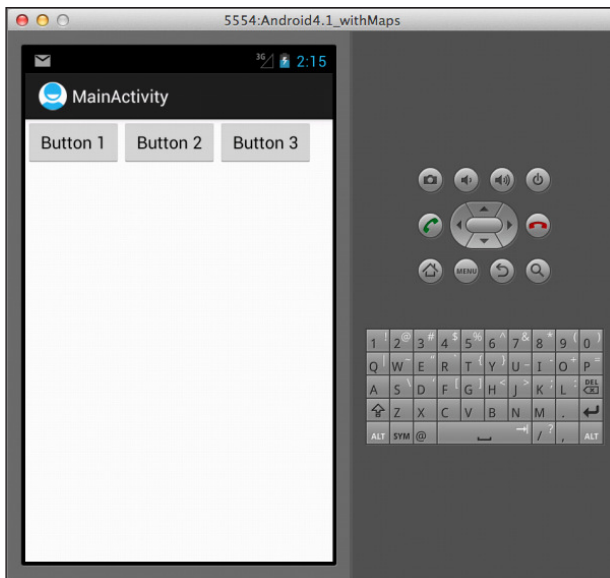 5554:Android4.1_withMaps
3G 2:15
MainActivity
Button 1 Button 2 Button 3
MENU
1 ! 2 @ 3 # 4 $ 5 % 6 ^ 7 & 8 * 9 ( 0 )
Q | W ~ E " R ` T { Y } U _ I - O + P =
A S \ D ' F [ G ] H < J > K ; L : DEL
Z X C V B N M .
ALT SYM @ / ? , ALT